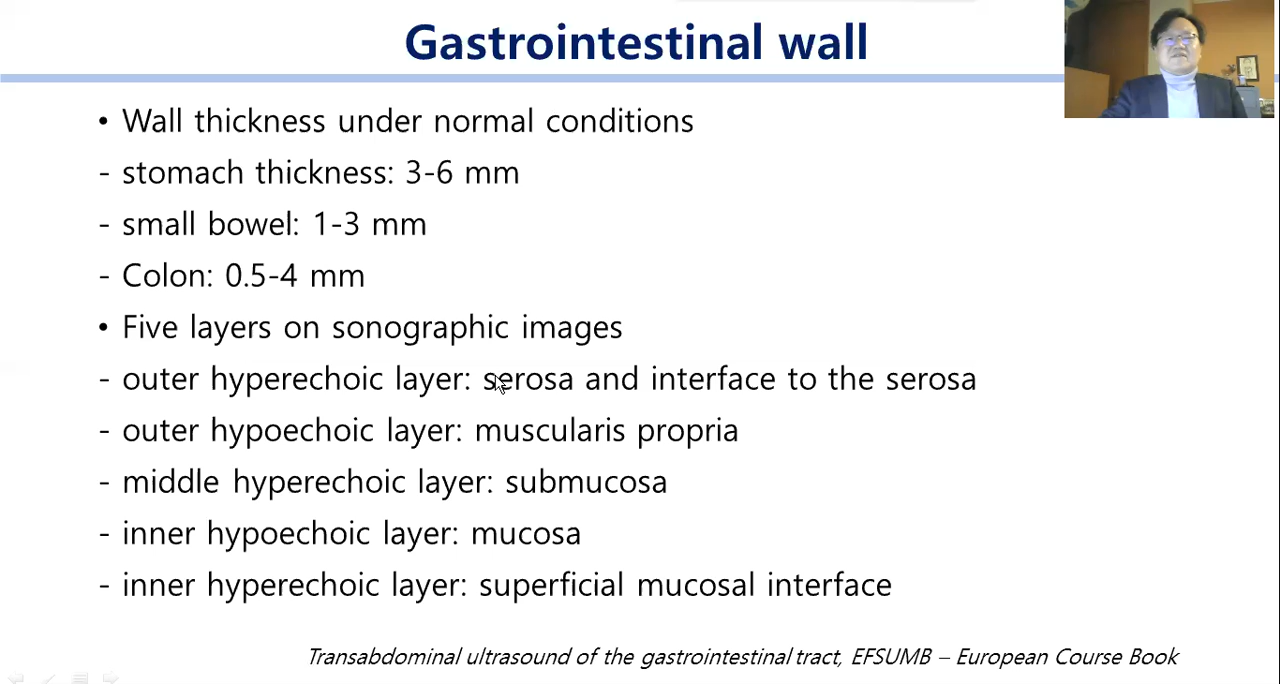 Gastrointestinal wall
• Wall thickness under normal conditions
- stomach thickness: 3-6 mm
- small bowel: 1-3 mm
- Colon: 0.5-4 mm
• Five layers on sonographic images
- outer hyperechoic layer: serosa and interface to the serosa
- outer hypoechoic layer: muscularis propria
- middle hyperechoic layer: submucosa
- inner hypoechoic layer: mucosa
- inner hyperechoic layer: superficial mucosal interface
Transabdominal ultrasound of the gastrointestinal tract, EFSUMB – European Course Book